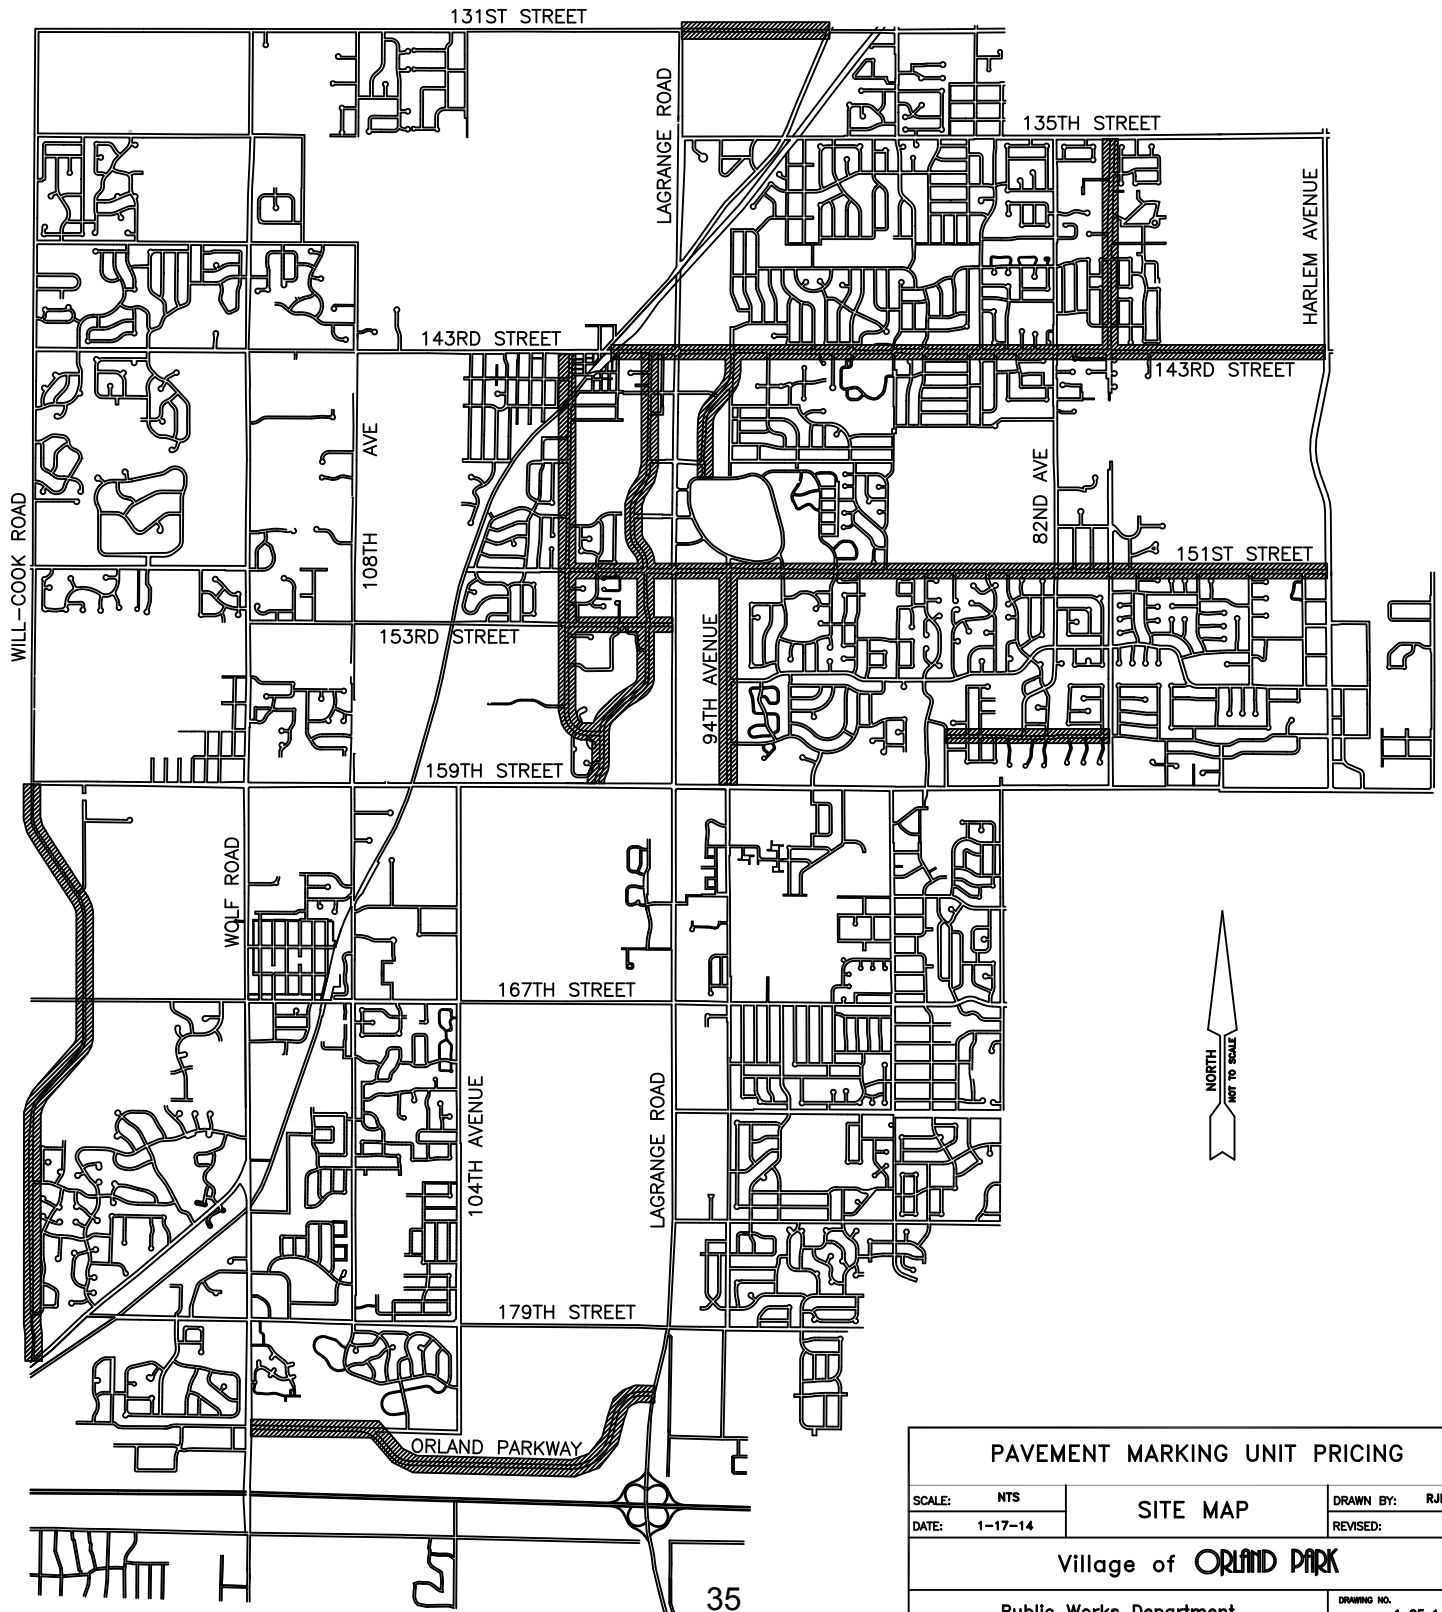 131ST STREET
LAGRANGE ROAD
135TH STREET
HARLEM AVENUE
143RD STREET
143RD STREET
108TH AVE
82ND AVE
WILL-COOK ROAD
151ST STREET
153RD STREET
94TH AVENUE
159TH STREET
WOLF ROAD
167TH STREET
NORTH
NOT TO SCALE
104TH AVENUE
LAGRANGE ROAD
179TH STREET
ORLAND PARKWAY
PAVEMENT MARKING UNIT PRICING
SCALE: NTS
SITE MAP
DRAWN BY:
DATE: 1-17-14
REVISED:
Village of ORLAND PARK
Public Works Department
DRAWING NO.
35